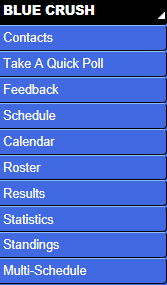 BLUE CRUSH
Contacts
Take A Quick Poll
Feedback
Schedule
Calendar
Roster
Results
Statistics
Standings
Multi-Schedule